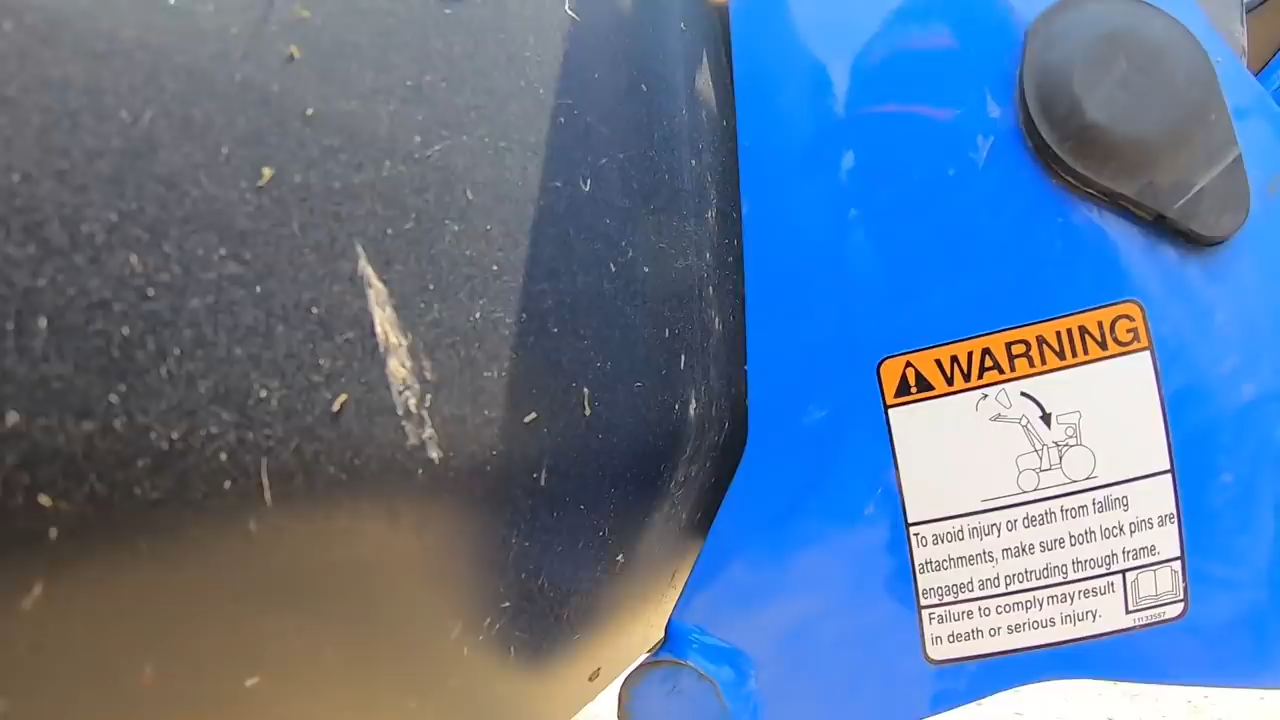 WARNING
To avoid injury or death from falling
attachments, make sure both lock pins are
engaged and protruding through frame.
Failure to comply may result
in death or serious injury.
11133557